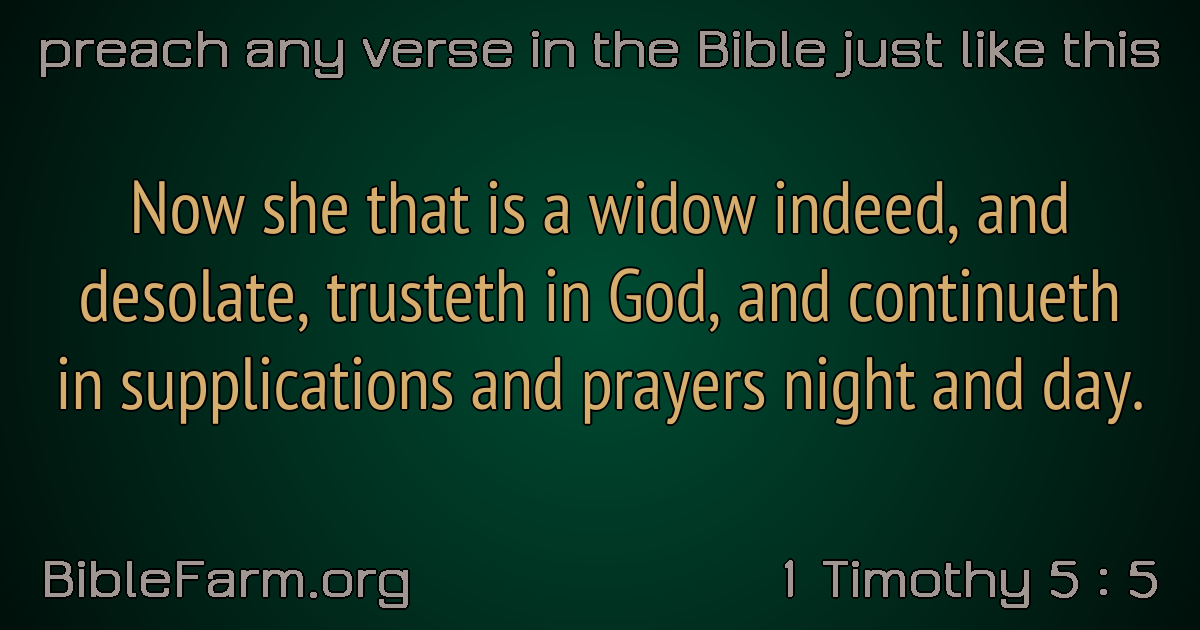 preach any verse in the Bible just like this
Now she that is a widow indeed, and
desolate, trusteth in God, and continueth
in supplications and prayers night and day.
BibleFarm.org
1 Timothy 5 : 5